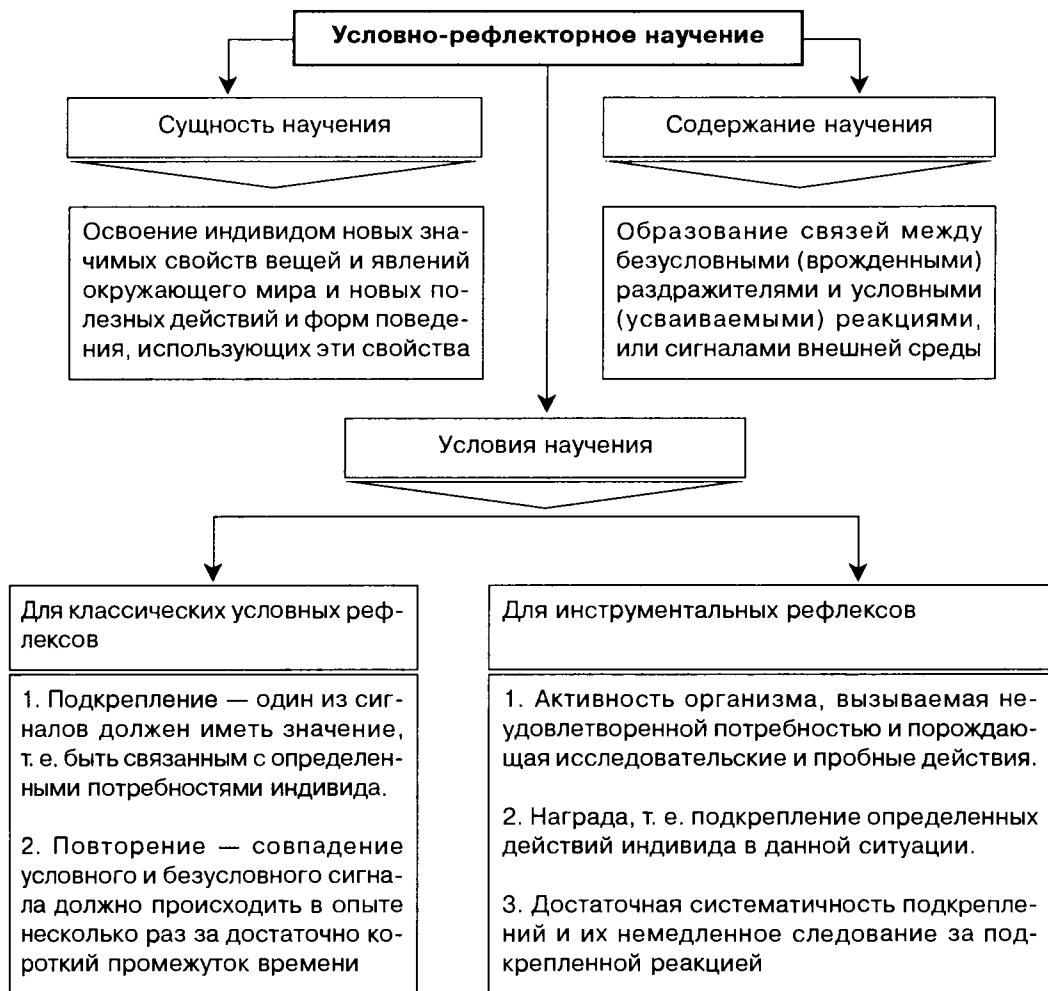 Условно-рефлекторное научение
Сущность научения
Содержание научения
Освоение индивидом новых зна-
чимых свойств вещей и явлений
окружающего мира и новых по-
лезных действий и форм поведе-
ния, использующих эти свойства
Образование связей между
безусловными (врожденными)
раздражителями и условными
(усваиваемыми) реакциями,
или сигналами внешней среды
Условия научения
Для классических условных реф-
лексов
Для инструментальных рефлексов
1. Подкрепление — один из сиг-
налов должен иметь значение,
т. е. быть связанным с определен-
ными потребностями индивида.
2. Повторение — совпадение
условного и безусловного сигна-
ла должно происходить в опыте
несколько раз за достаточно ко-
роткий промежуток времени
1. Активность организма, вызываемая не-
удовлетворенной потребностью и порождаю-
щая исследовательские и пробные действия.
2. Награда, т. е. подкрепление определенных
действий индивида в данной ситуации.
3. Достаточная систематичность подкрепле-
ний и их немедленное следование за под-
крепленной реакцией